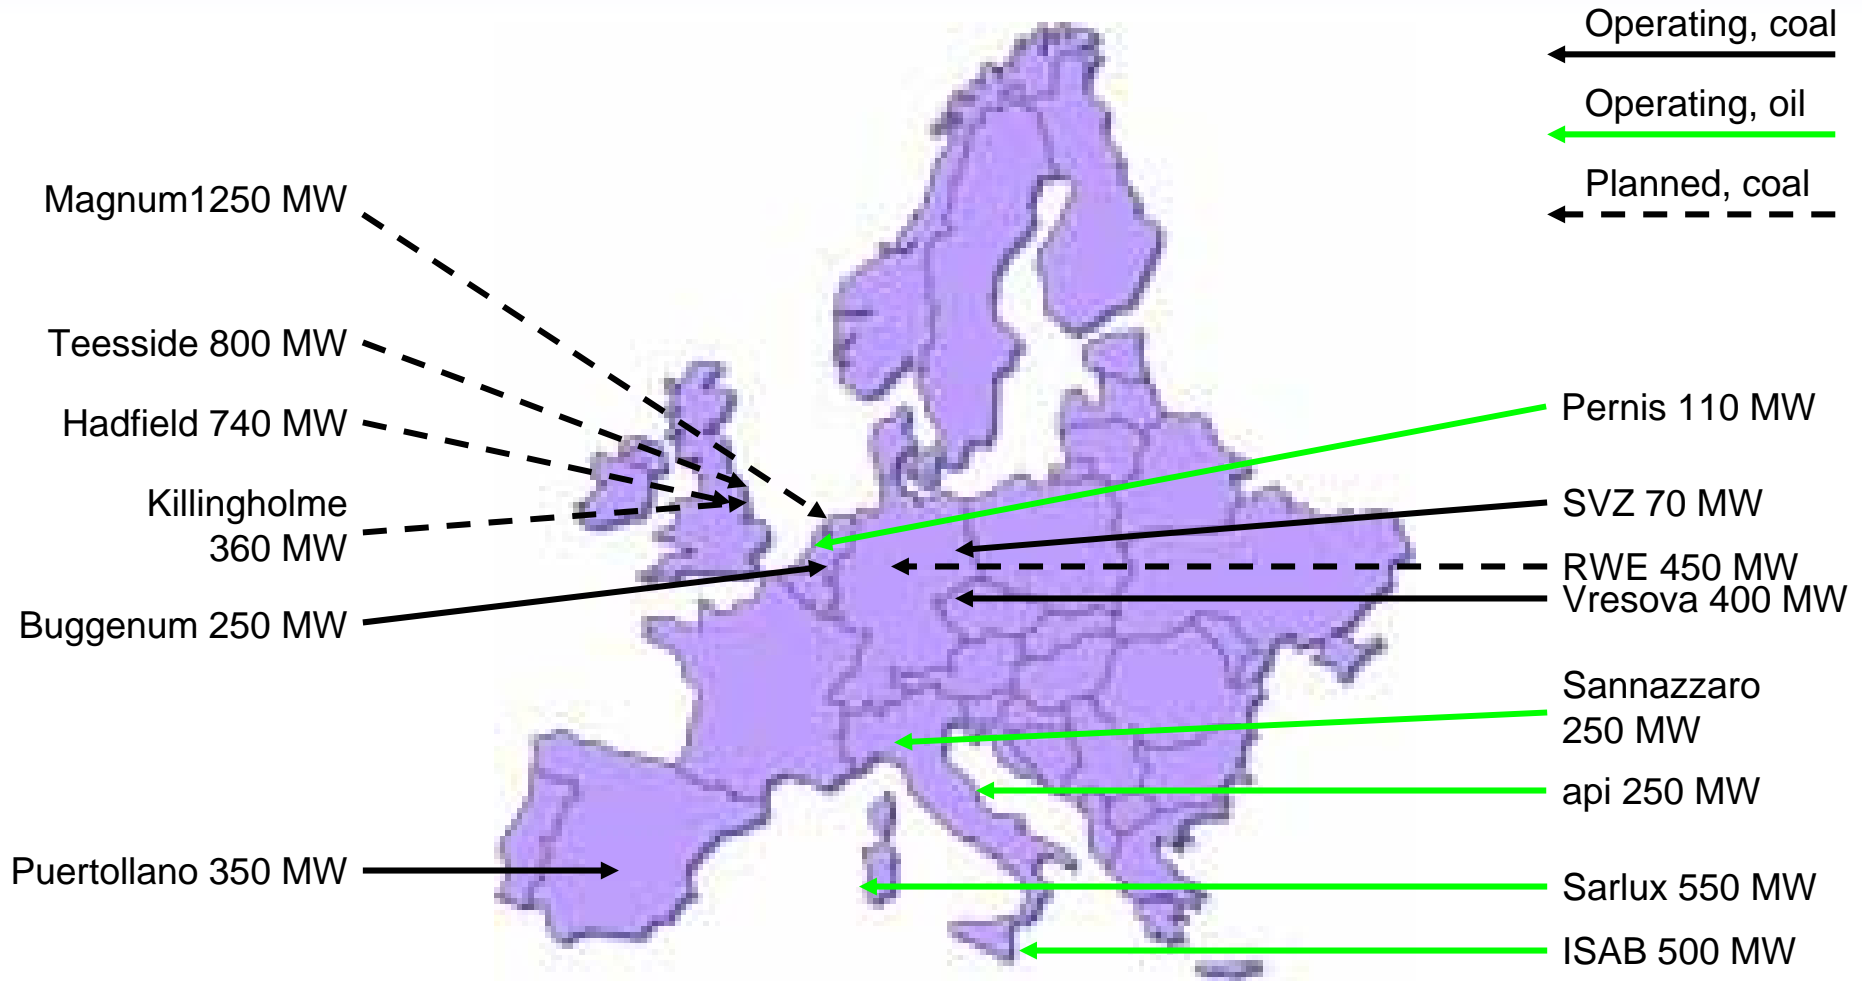 Operating, coal
Operating, oil
Planned, coal
Magnum1250 MW
Teesside 800 MW
Hadfield 740 MW
Killingholme
360 MW
Buggenum 250 MW
Puertollano 350 MW
Pernis 110 MW
SVZ 70 MW
RWE 450 MW
Vresova 400 MW
Sannazzaro
250 MW
api 250 MW
Sarlux 550 MW
ISAB 500 MW